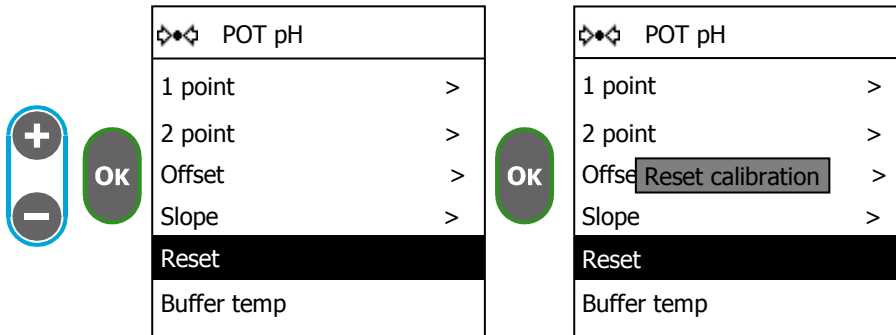 +
-
OK
POT pH
1 point >
2 point >
Offset >
Slope >
Reset
Buffer temp
OK
POT pH
1 point >
2 point >
Offse Reset calibration >
Slope >
Reset
Buffer temp